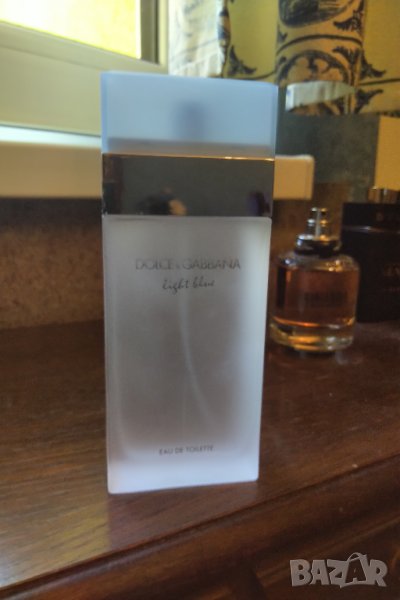 DOLCE & GABBANA
light blue
EAU DE TOILETTE
BAZAR